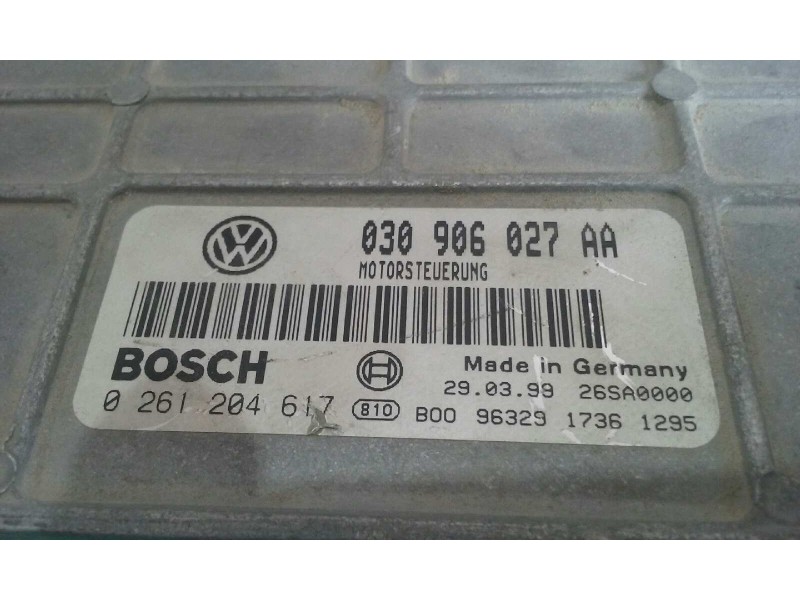 030 906 027 AA
MOTORSTEUERUNG
BOSCH
Made in Germany
29.03.99 26SA0000
0 261 204 617 810 B00 96329 1736 1295